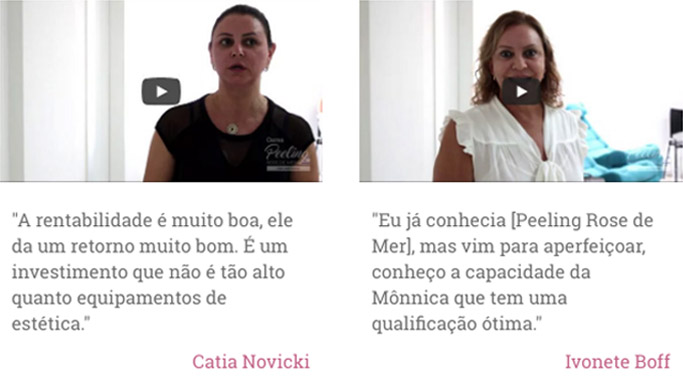 Curso
Peeling
"A rentabilidade é muito boa, ele
da um retorno muito bom. É um
investimento que não é tão alto
quanto equipamentos de
estética."
Catia Novicki
"Eu já conhecia [Peeling Rose de
Mer], mas vim para aperfeiçoar,
conheço a capacidade da
Mônnica que tem uma
qualificação ótima."
Ivonete Boff